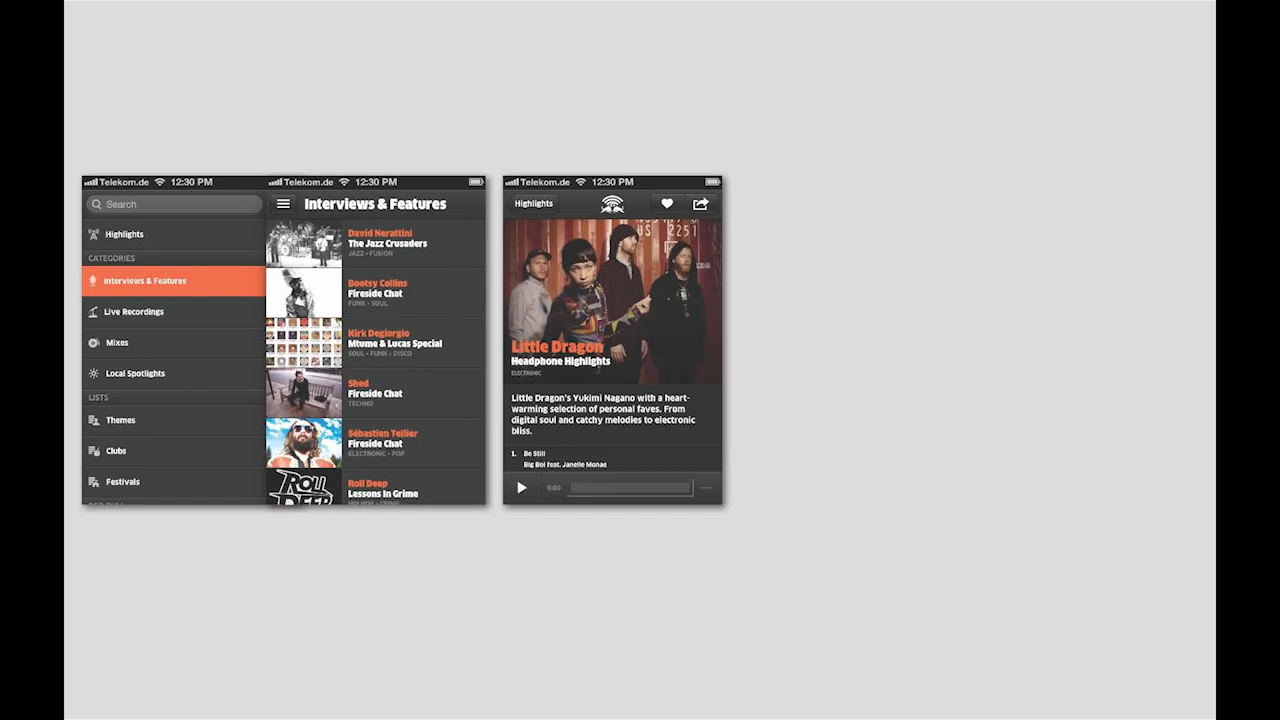 Telekom.de 12:30 PM
Search
Highlights
CATEGORIES
Interviews & Features
Live Recordings
Mixes
Local Spotlights
LISTS
Themes
Clubs
Festivals
Telekom.de 12:30 PM
Interviews & Features
David Nerattini
The Jazz Crusaders
JAZZ - FUSION
Bootsy Collins
Fireside Chat
FUNK - SOUL
Kirk Degiorgio
Mtume & Lucas Special
SOUL - FUNK - DISCO
Shed
Fireside Chat
TECHNO
Sébastien Tellier
Fireside Chat
ELECTRONIC - POP
ROLL
DEEP
Roll Deep
Lessons In Grime
Telekom.de 12:30 PM
Highlights
US 2251
Little Dragon
Headphone Highlights
ELECTRONIC
Little Dragon's Yukimi Nagano with a heart-
warming selection of personal faves. From
digital soul and catchy melodies to electronic
bliss.
1. Be Still
Big Boi feat. Janelle Monae
0:00